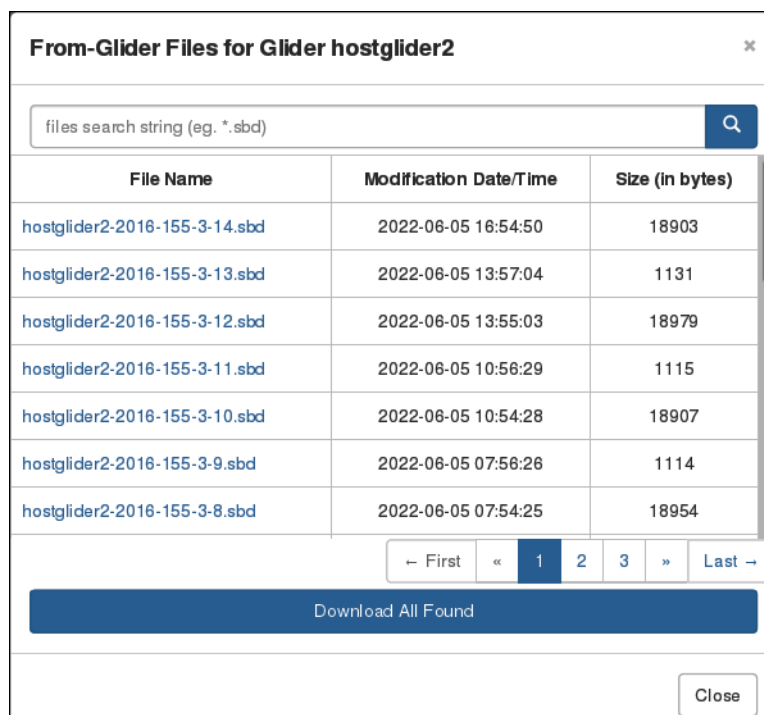 From-Glider Files for Glider hostglider2 ×
files search string (eg. *.sbd)
File Name Modification Date/Time Size (in bytes)
hostglider2-2016-155-3-14.sbd 2022-06-05 16:54:50 18903
hostglider2-2016-155-3-13.sbd 2022-06-05 13:57:04 1131
hostglider2-2016-155-3-12.sbd 2022-06-05 13:55:03 18979
hostglider2-2016-155-3-11.sbd 2022-06-05 10:56:29 1115
hostglider2-2016-155-3-10.sbd 2022-06-05 10:54:28 18907
hostglider2-2016-155-3-9.sbd 2022-06-05 07:56:26 1114
hostglider2-2016-155-3-8.sbd 2022-06-05 07:54:25 18954
← First « 1 2 3 » Last →
Download All Found
Close